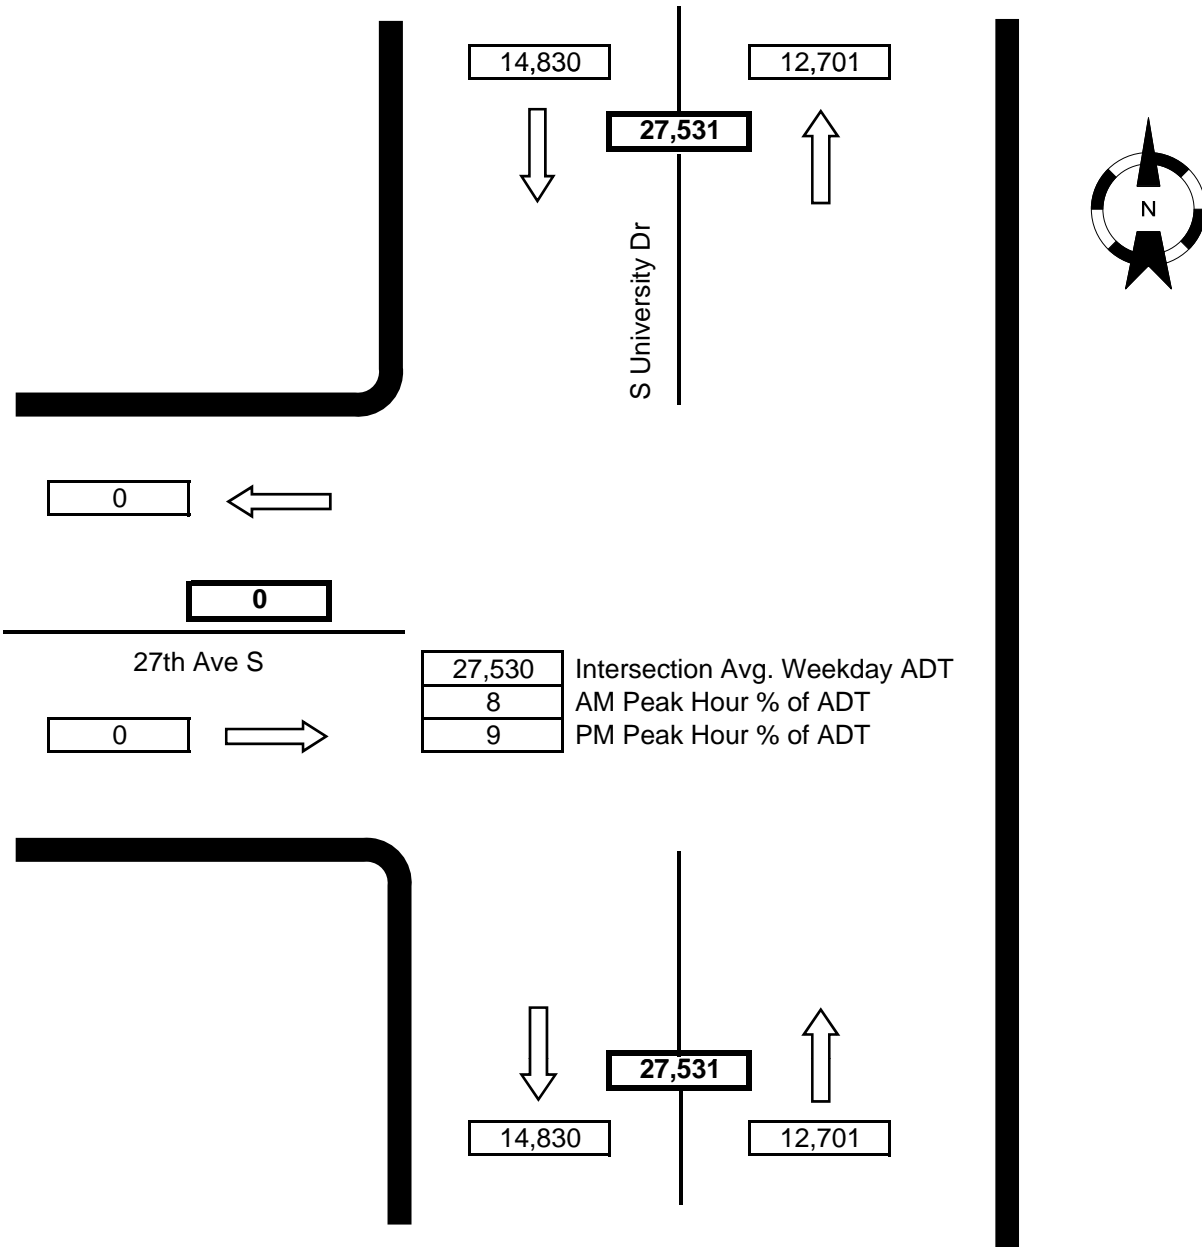 14,830 12,701
27,531
S University Dr
N
0
0
27th Ave S
27,530 Intersection Avg. Weekday ADT
8 AM Peak Hour % of ADT
0 9 PM Peak Hour % of ADT
27,531
14,830 12,701